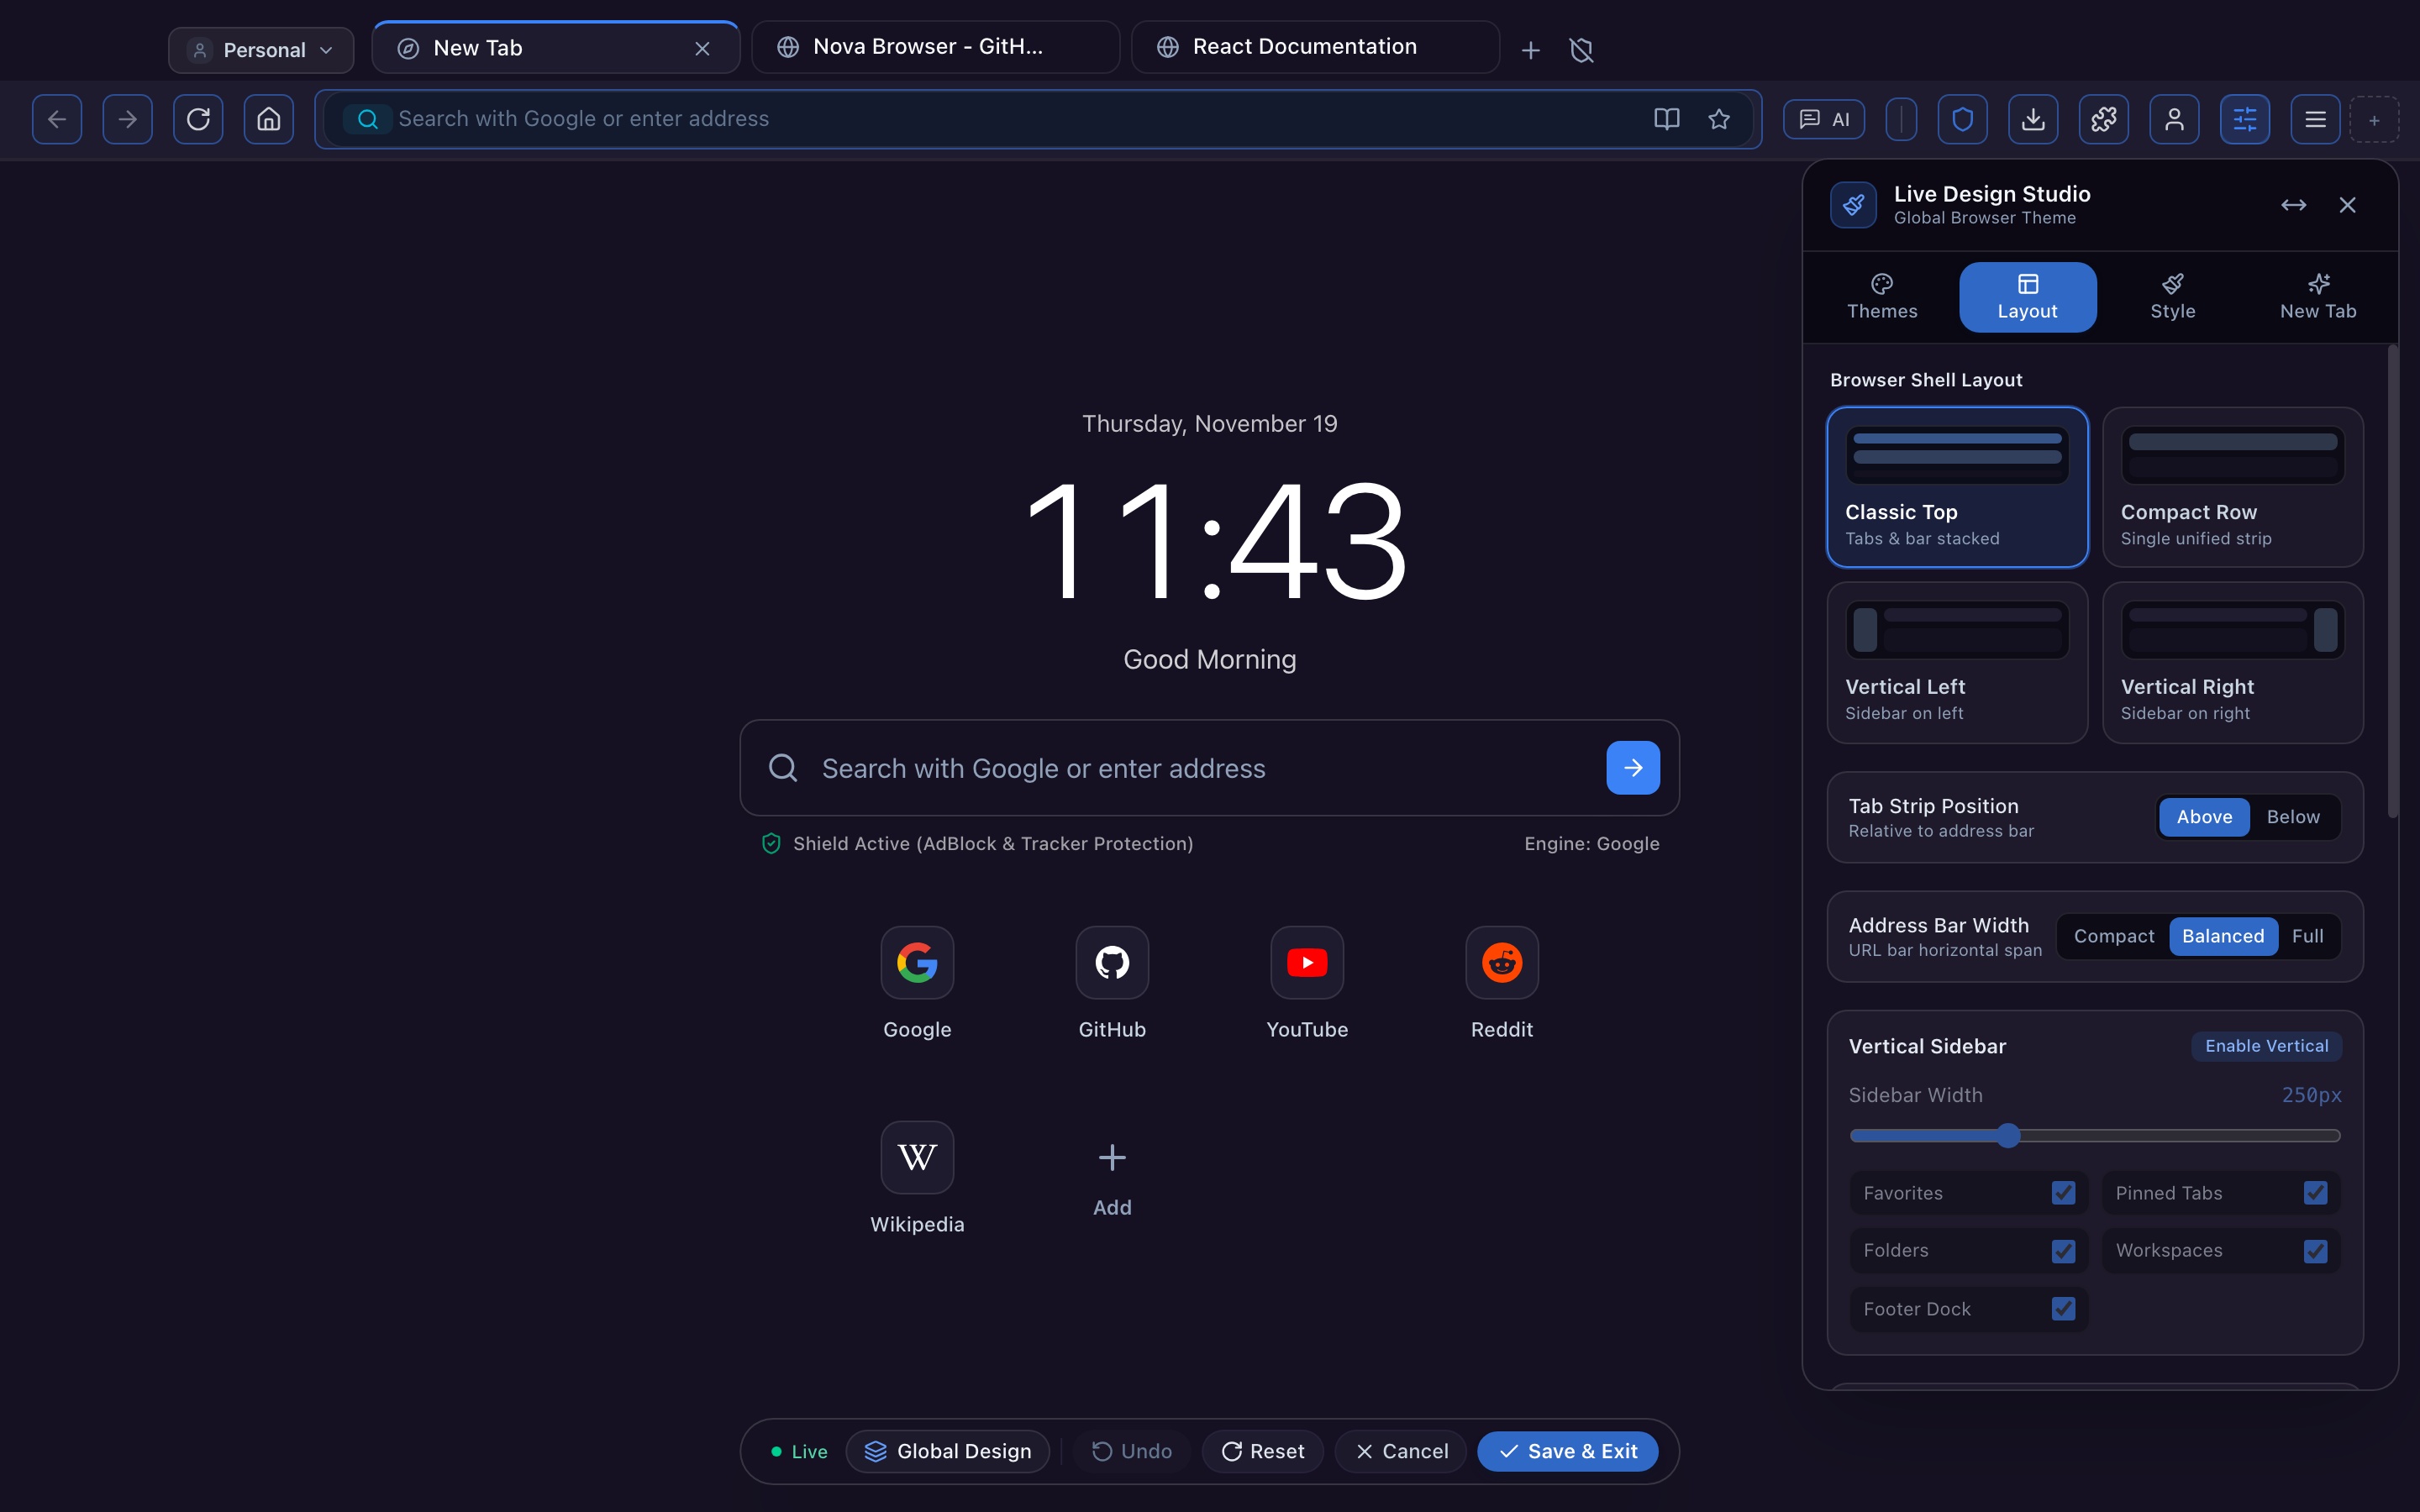 Personal
New Tab
Nova Browser - GitH...
React Documentation
Search with Google or enter address
AI
Live Design Studio
Global Browser Theme
Themes
Layout
Style
New Tab
Browser Shell Layout
Classic Top
Tabs & bar stacked
Compact Row
Single unified strip
Vertical Left
Sidebar on left
Vertical Right
Sidebar on right
Tab Strip Position
Relative to address bar
Above
Below
Address Bar Width
URL bar horizontal span
Compact
Balanced
Full
Vertical Sidebar
Enable Vertical
Sidebar Width
250px
Favorites
Pinned Tabs
Folders
Workspaces
Footer Dock
Thursday, November 19
11:43
Good Morning
Search with Google or enter address
Shield Active (AdBlock & Tracker Protection)
Engine: Google
Google
GitHub
YouTube
Reddit
W
Wikipedia
Add
Live
Global Design
Undo
Reset
Cancel
Save & Exit